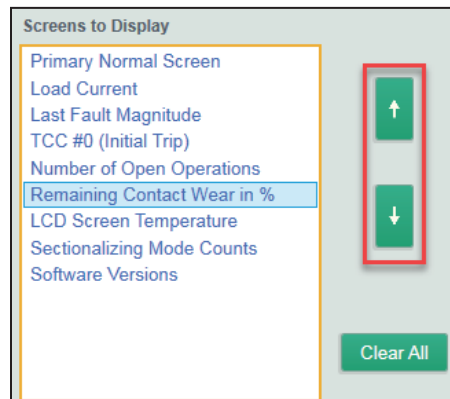 Screens to Display
Primary Normal Screen
Load Current
Last Fault Magnitude
TCC #0 (Initial Trip)
Number of Open Operations
Remaining Contact Wear in %
LCD Screen Temperature
Sectionalizing Mode Counts
Software Versions
Clear All